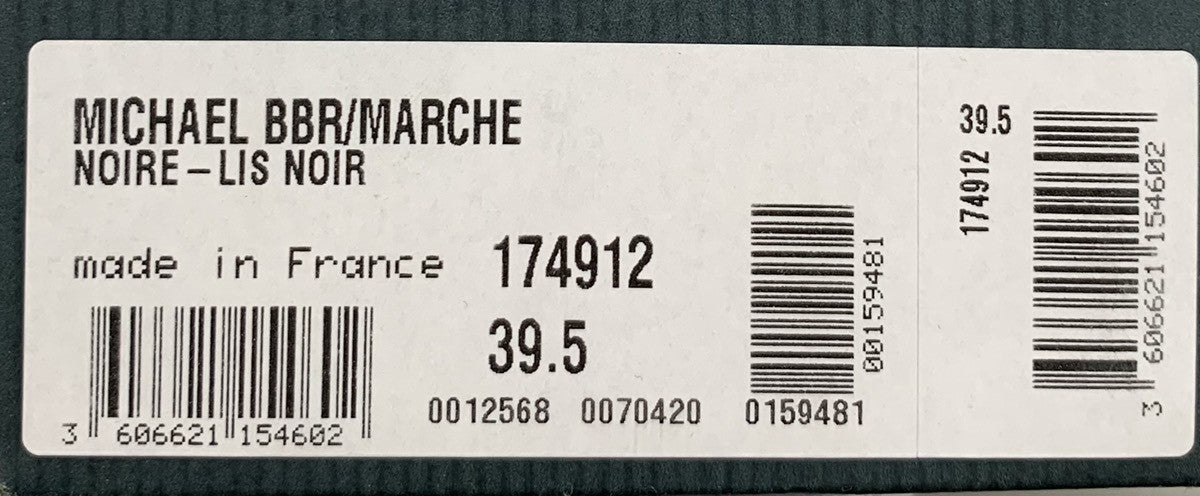 MICHAEL BBR/MARCHE
NOIRE-LIS NOIR
made in France
174912
39.5
3 606621 154602
0012568 0070420 0159481
00159481
39.5
174912
3 606621 154602